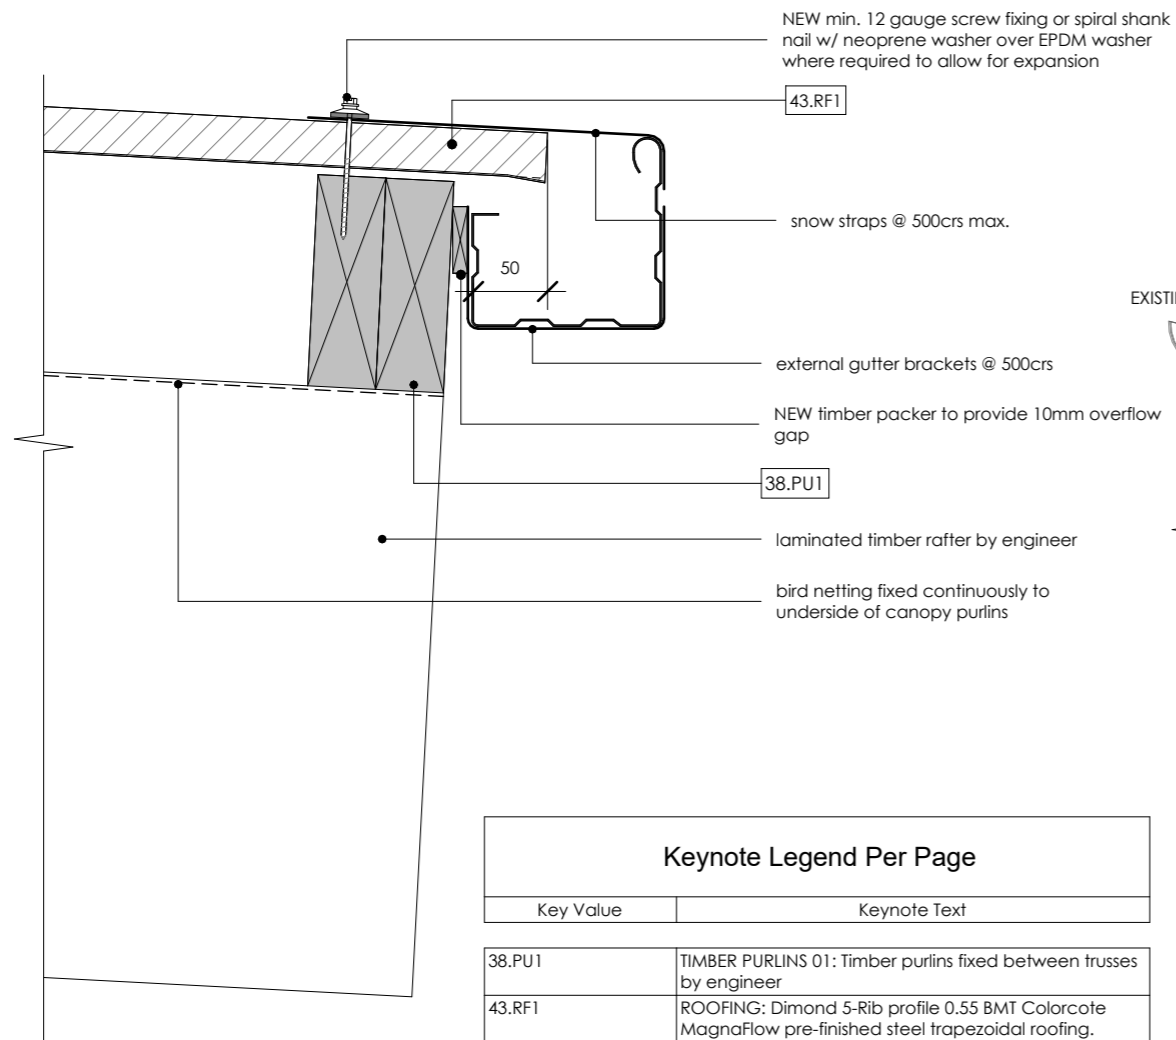 NEW min. 12 gauge screw fixing or spiral shank
nail w/ neoprene washer over EPDM washer
where required to allow for expansion
43.RF1
snow straps @ 500crs max.
50
external gutter brackets @ 500crs
NEW timber packer to provide 10mm overflow
gap
38.PU1
laminated timber rafter by engineer
bird netting fixed continuously to
underside of canopy purlins
Keynote Legend Per Page
Key Value Keynote Text
38.PU1 TIMBER PURLINS 01: Timber purlins fixed between trusses
by engineer
43.RF1 ROOFING: Dimond 5-Rib profile 0.55 BMT Colorcote
MagnaFlow pre-finished steel trapezoidal roofing.